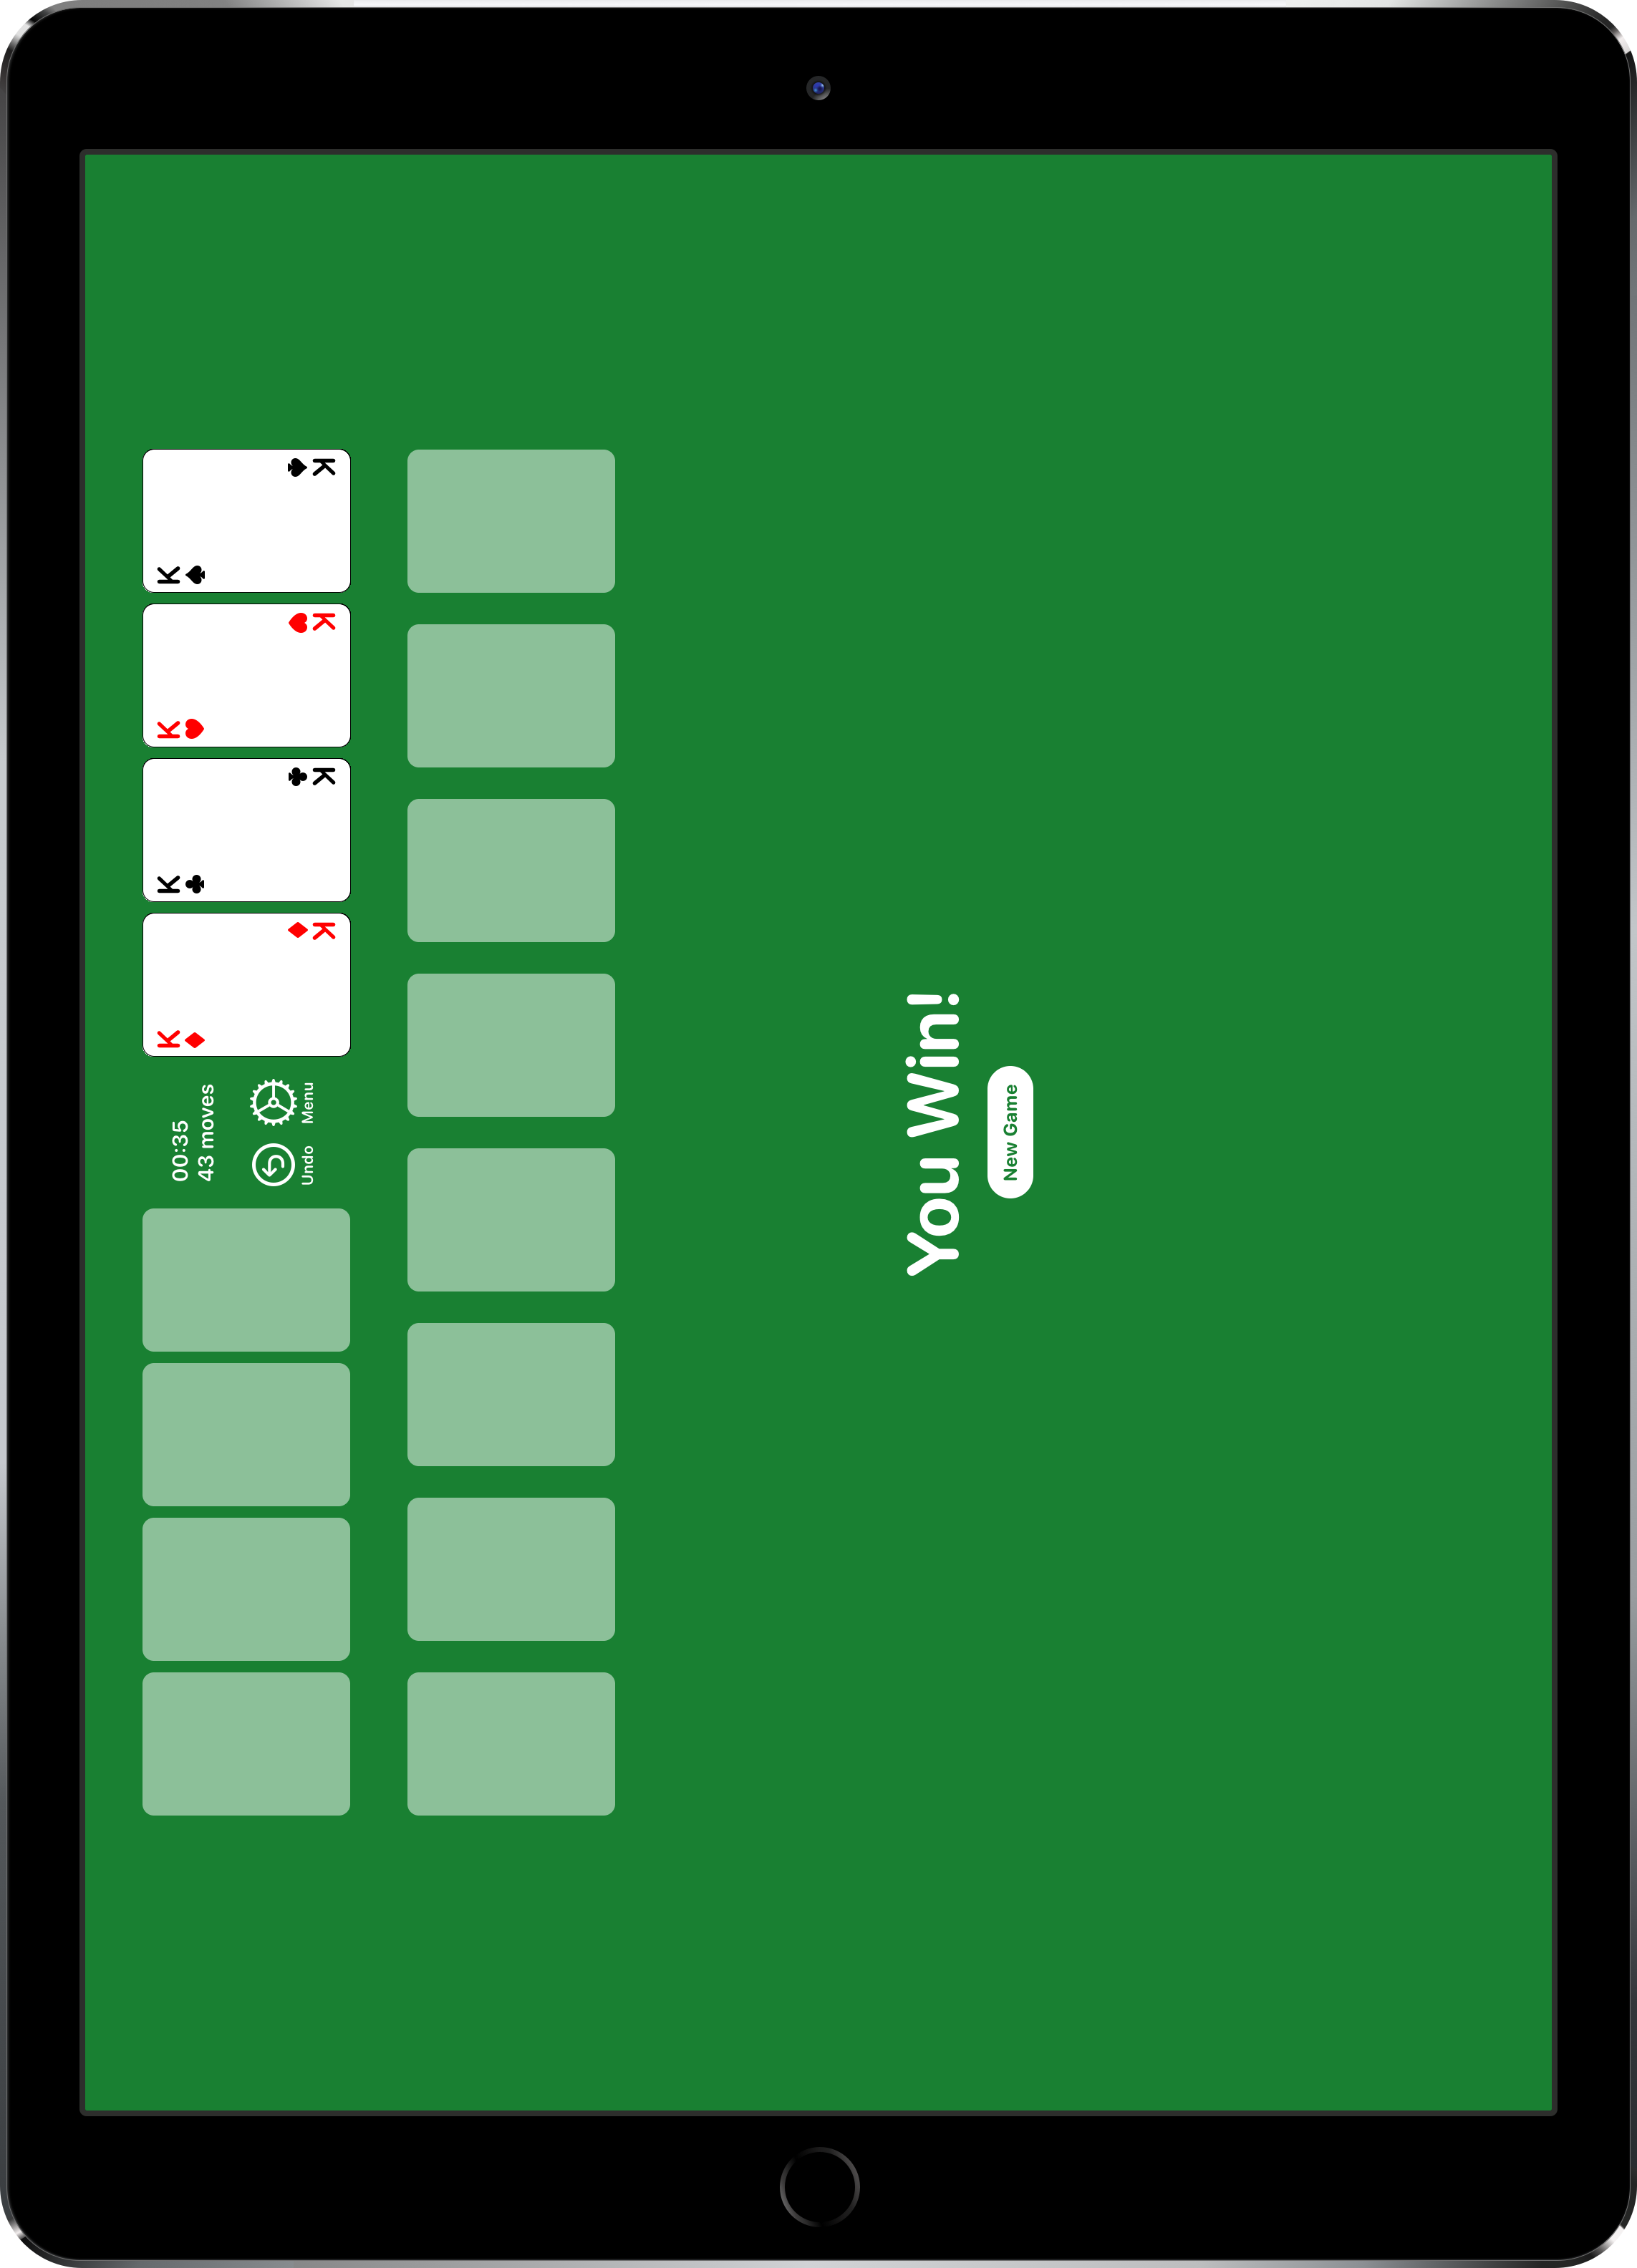 00:35
43 moves
Undo Menu
K♦ K♣ K♥ K♠
K♦ K♣ K♥ K♠
You Win!
New Game